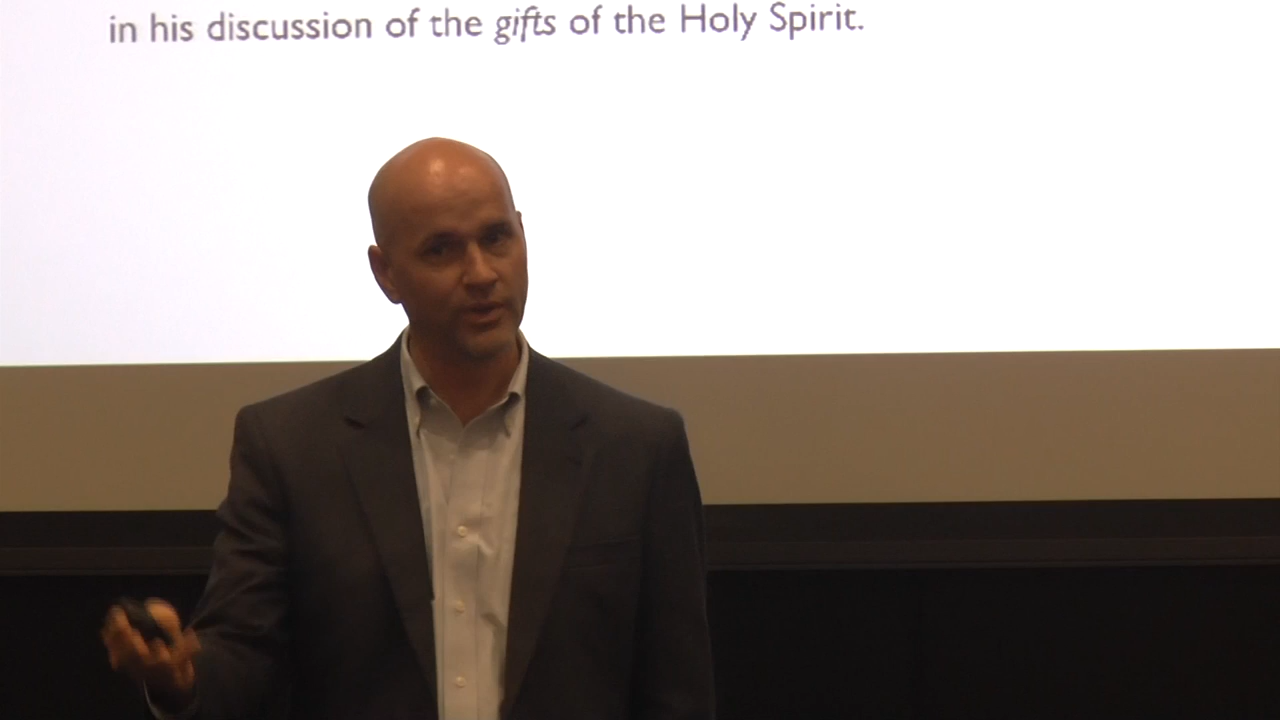 in his discussion of the gifts of the Holy Spirit.